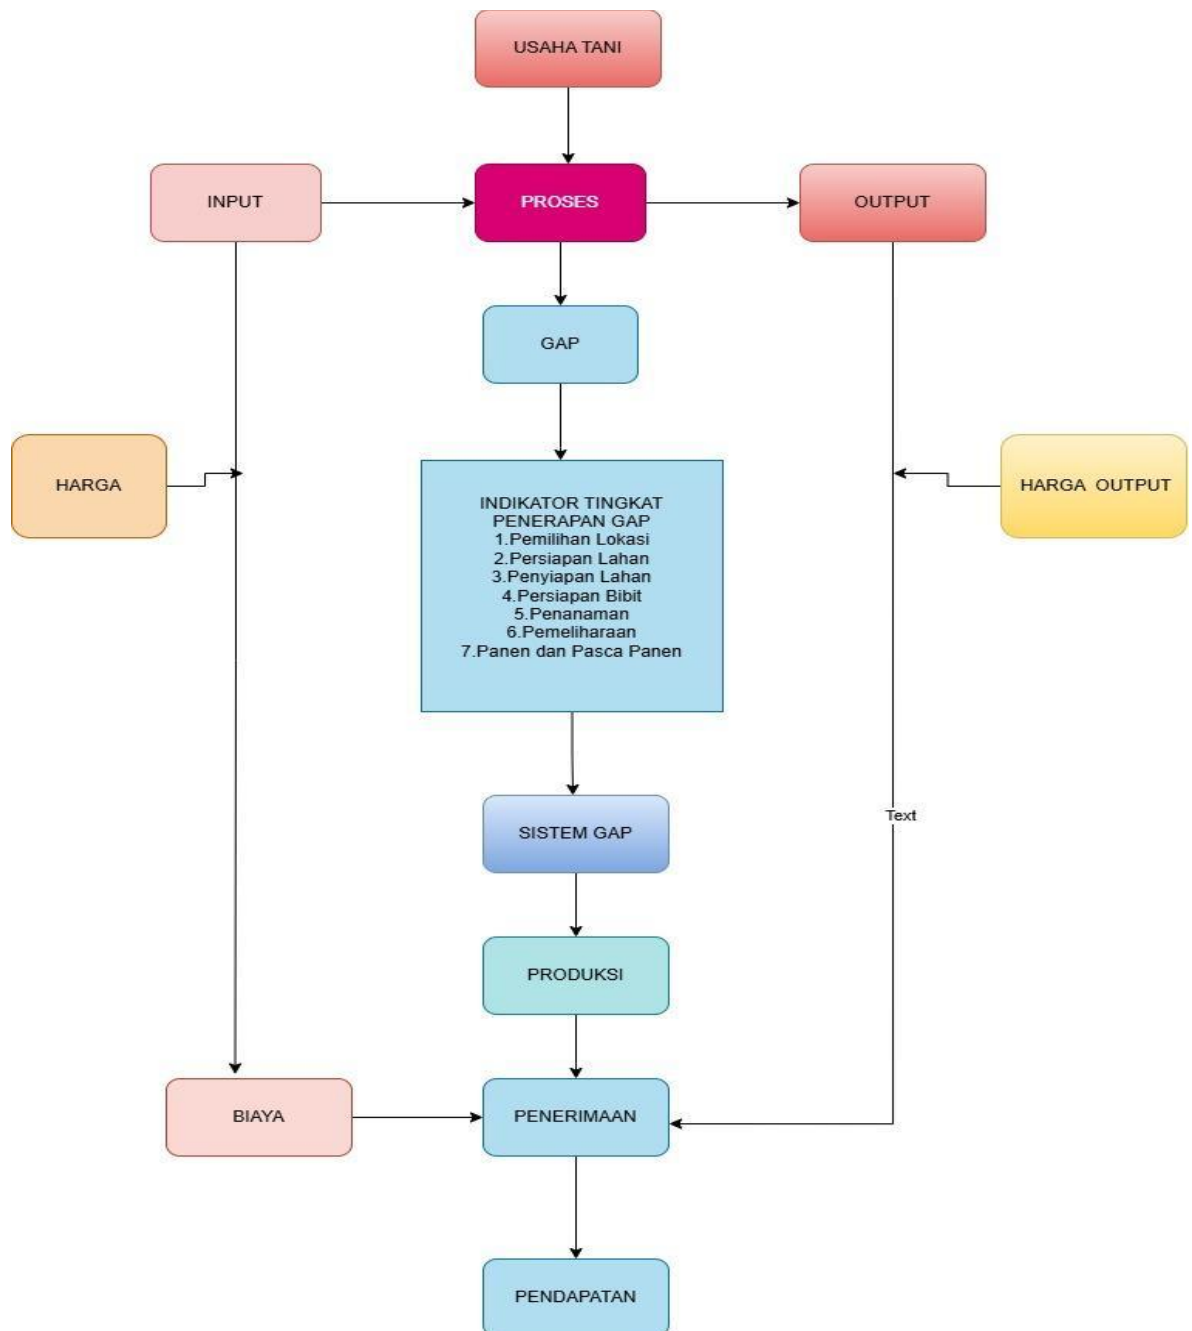 USAHA TANI
INPUT
PROSES
OUTPUT
GAP
HARGA
HARGA OUTPUT
INDIKATOR TINGKAT
PENERAPAN GAP
1.Pemilihan Lokasi
2.Persiapan Lahan
3.Penyiapan Lahan
4.Persiapan Bibit
5.Penanaman
6.Pemeliharaan
7.Panen dan Pasca Panen
Text
SISTEM GAP
PRODUKSI
BIAYA
PENERIMAAN
PENDAPATAN